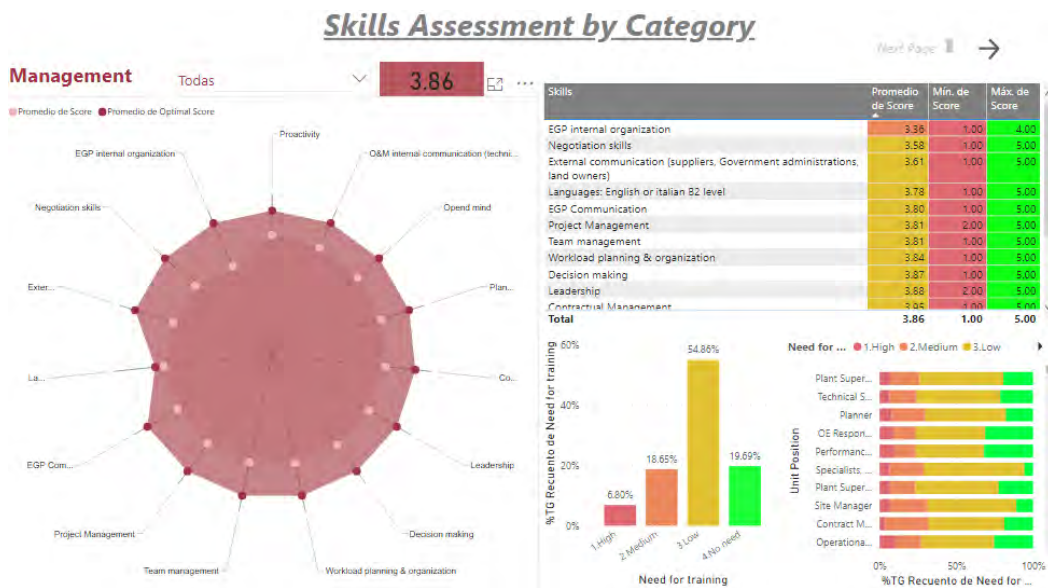 Skills Assessment by Category
Next Page
Management
Todas
3.86
Promedio de Score
Promedio de Optimal Score
Proactivity
EGP internal organization
O&M internal communication (techni...
Negotiation skills
Opend mind
Exter...
Plan...
La...
Co...
EGP Com...
Leadership
Project Management
Decision making
Team management
Workload planning & organization
Skills Promedio de Score Mín. de Score Máx. de Score
EGP internal organization 3.36 1.00 4.00
Negotiation skills 3.58 1.00 5.00
External communication (suppliers, Government administrations, land owners) 3.61 1.00 5.00
Languages: English or italian B2 level 3.78 1.00 5.00
EGP Communication 3.80 1.00 5.00
Project Management 3.81 2.00 5.00
Team management 3.81 1.00 5.00
Workload planning & organization 3.84 1.00 5.00
Decision making 3.87 1.00 5.00
Leadership 3.88 2.00 5.00
Contractual Management 3.95 1.00 5.00
Total 3.86 1.00 5.00
%TG Recuento de Need for training
60%
40%
20%
0%
6.80%
18.65%
54.86%
19.69%
1.High
2.Medium
3.Low
4.No need
Need for training
Need for ... 1.High 2.Medium 3.Low
Unit Position
Plant Super...
Technical S...
Planner
OE Respon...
Performanc...
Specialists, ...
Plant Super...
Site Manager
Contract M...
Operationa...
0% 50% 100%
%TG Recuento de Need for ...